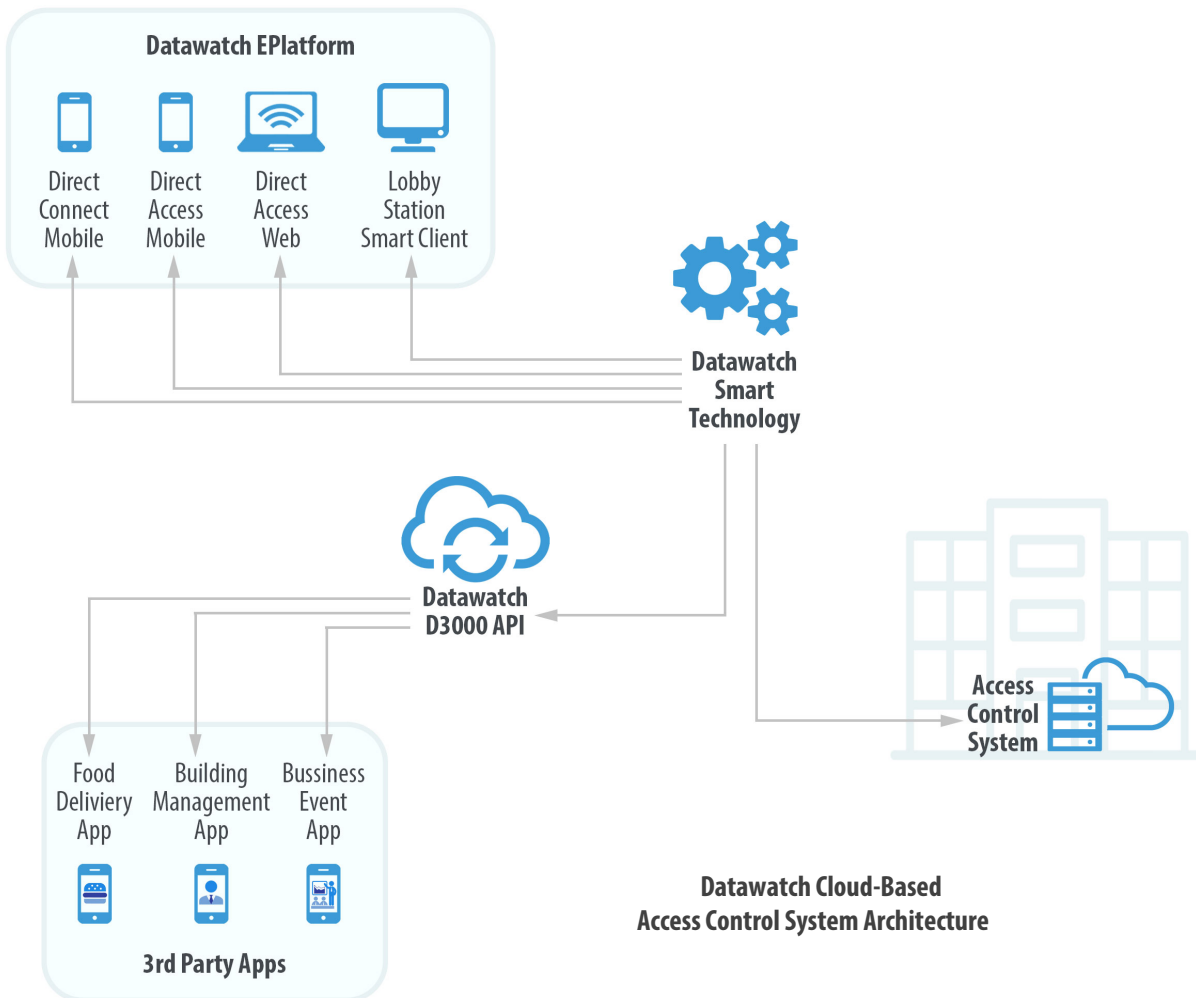 Datawatch EPlatform
Direct
Connect
Mobile
Direct
Access
Mobile
Direct
Access
Web
Lobby
Station
Smart Client
Datawatch
Smart
Technology
Datawatch
D3000 API
Access
Control
System
Food
Deliviery
App
Building
Management
App
Bussiness
Event
App
3rd Party Apps
Datawatch Cloud-Based
Access Control System Architecture